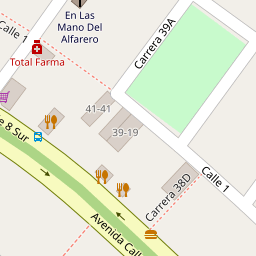 En Las
Mano Del
Alfarero
Calle 1
Carrera 39A
Total Farma
41-41
39-19
e 8 Sur
Calle 1
Carrera 38D
Avenida Call